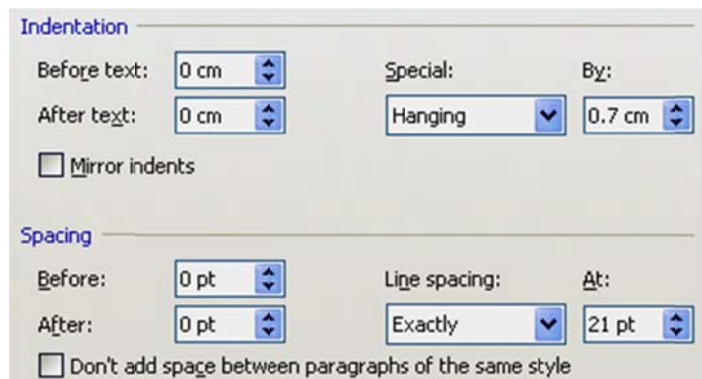 Indentation
Before text: 0 cm Special: By:
After text: 0 cm Hanging 0.7 cm
Mirror indents
Spacing
Before: 0 pt Line spacing: At:
After: 0 pt Exactly 21 pt
Don't add space between paragraphs of the same style